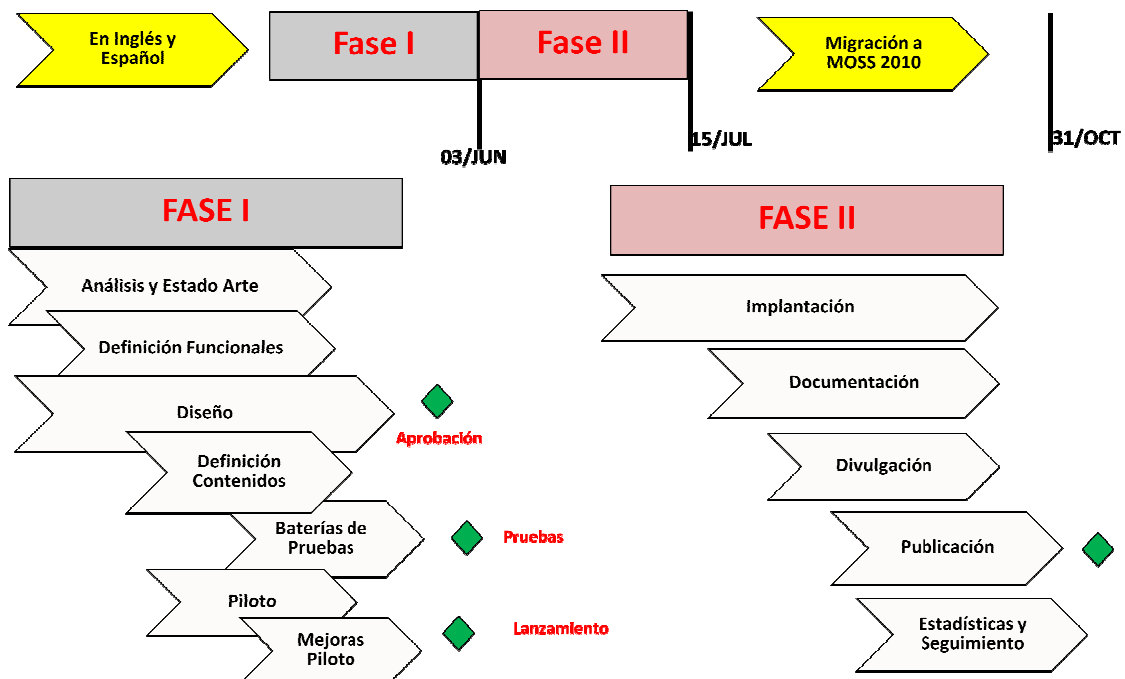 En Inglés y
Español
Fase I
Fase II
Migración a
MOSS 2010
03/JUN
15/JUL
31/OCT
FASE I
Análisis y Estado Arte
Definición Funcionales
Diseño
Aprobación
Definición
Contenidos
Baterías de
Pruebas
Pruebas
Piloto
Mejoras
Piloto
Lanzamiento
FASE II
Implantación
Documentación
Divulgación
Publicación
Estadísticas y
Seguimiento